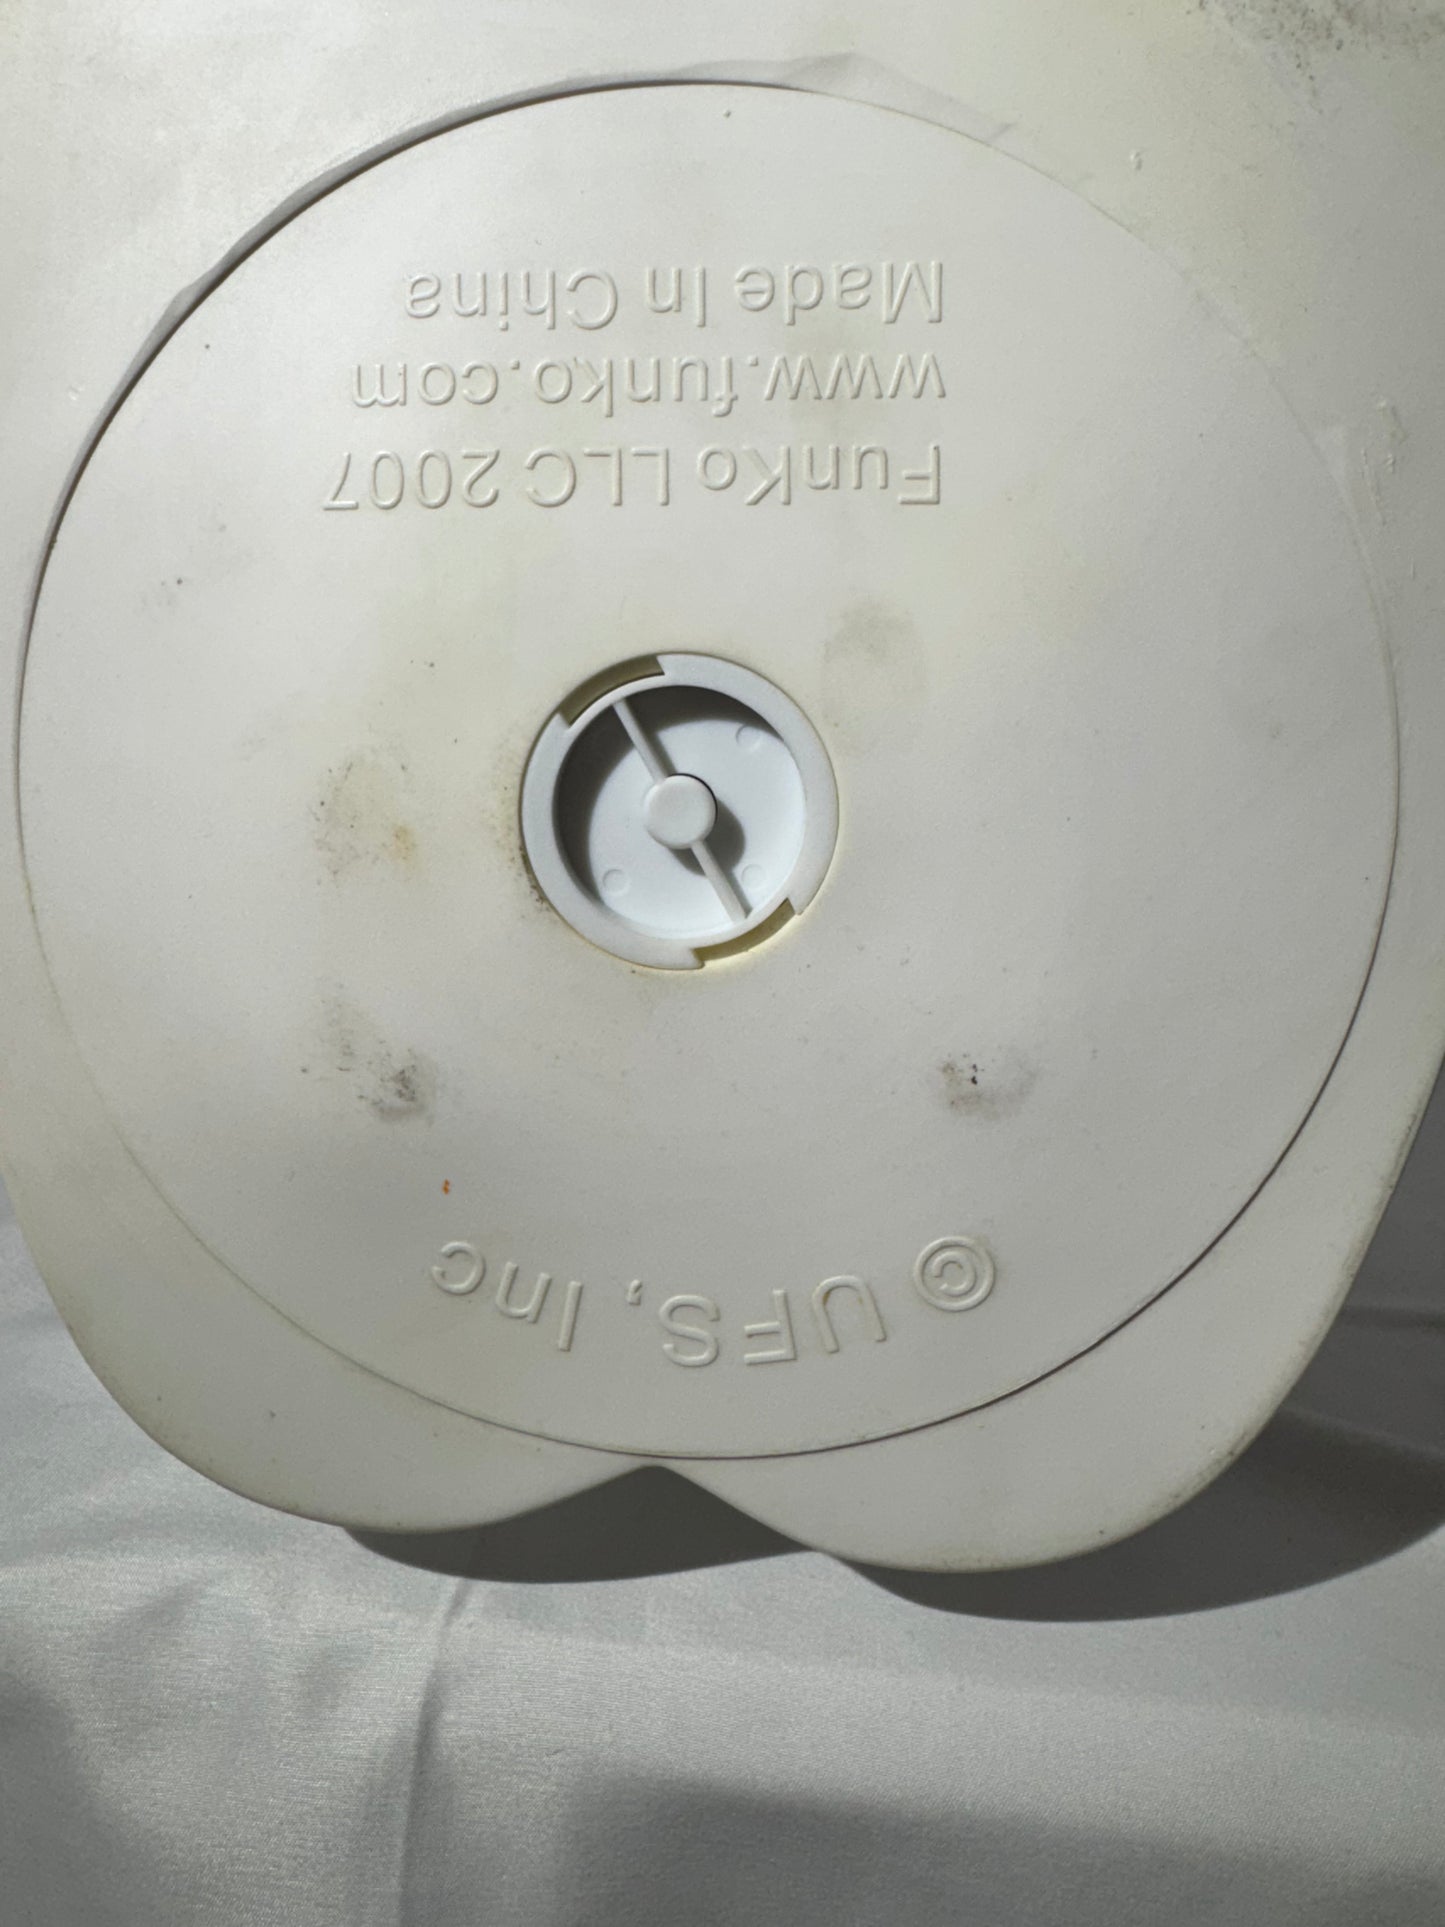 FunKo LLC 2007
www.funko.com
Made In China
© UFS, Inc